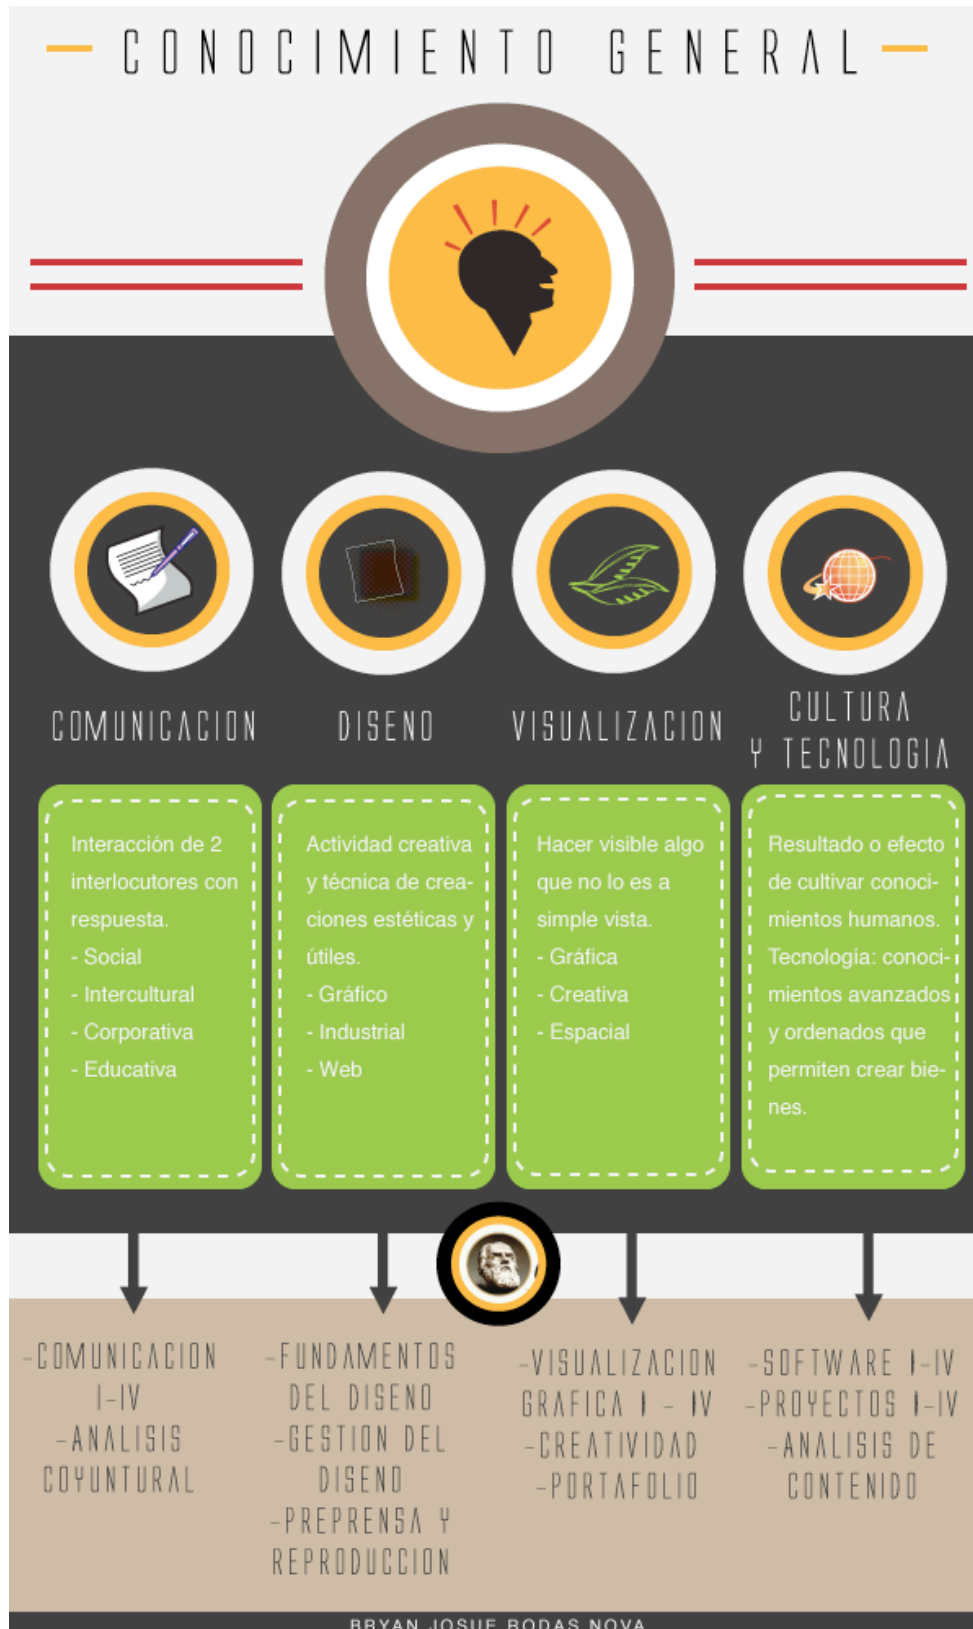 CONOCIMIENTO GENERAL
COMUNICACION
DISENO
VISUALIZACION
CULTURA
Y TECNOLOGIA
Interacción de 2
interlocutores con
respuesta.
- Social
- Intercultural
- Corporativa
- Educativa
Actividad creativa
y técnica de crea-
ciones estéticas y
útiles.
- Gráfico
- Industrial
- Web
Hacer visible algo
que no lo es a
simple vista.
- Gráfica
- Creativa
- Espacial
Resultado o efecto
de cultivar conoci-
mientos humanos.
Tecnología: conoci-
mientos avanzados
y ordenados que
permiten crear bie-
nes.
-COMUNICACION
I-IV
-ANALISIS
COYUNTURAL
-FUNDAMENTOS
DEL DISENO
-GESTION DEL
DISENO
-PREPRENSA Y
REPRODUCCION
-VISUALIZACION
GRAFICA I - IV
-CREATIVIDAD
-PORTAFOLIO
-SOFTWARE I-IV
-PROYECTOS I-IV
-ANALISIS DE
CONTENIDO
BRYAN JOSUE RODAS NOVA